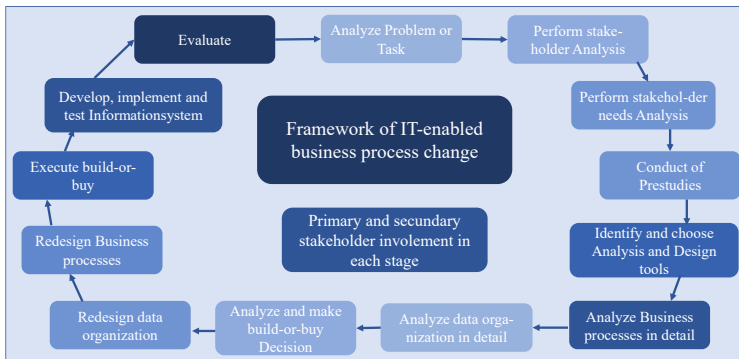 Evaluate
Analyze Problem or
Task
Perform stake-
holder Analysis
Perform stakehol-der
needs Analysis
Conduct of
Prestudies
Identify and choose
Analysis and Design
tools
Analyze Business
processes in detail
Analyze data orga-
nization in detail
Analyze and make
build-or-buy
Decision
Redesign data
organization
Redesign Business
processes
Execute build-or-
buy
Develop, implement and
test Informationsystem
Framework of IT-enabled
business process change
Primary and secundary
stakeholder involement in
each stage